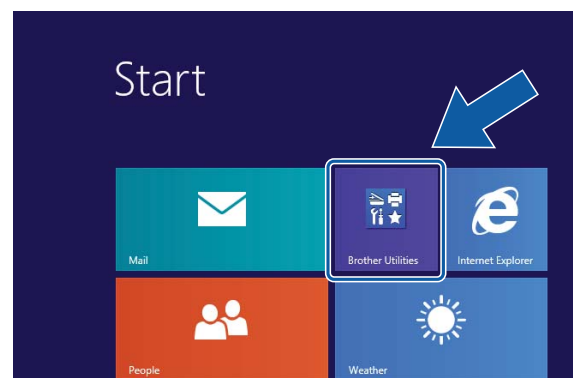 Start
Mail
Brother Utilities
Internet Explorer
People
Weather